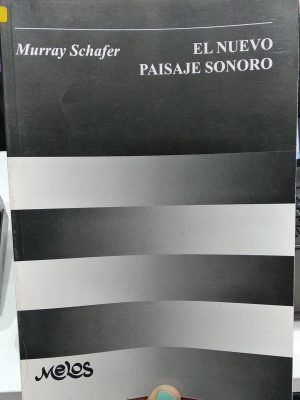 Murray Schafer
EL NUEVO
PAISAJE SONORO
MELOS